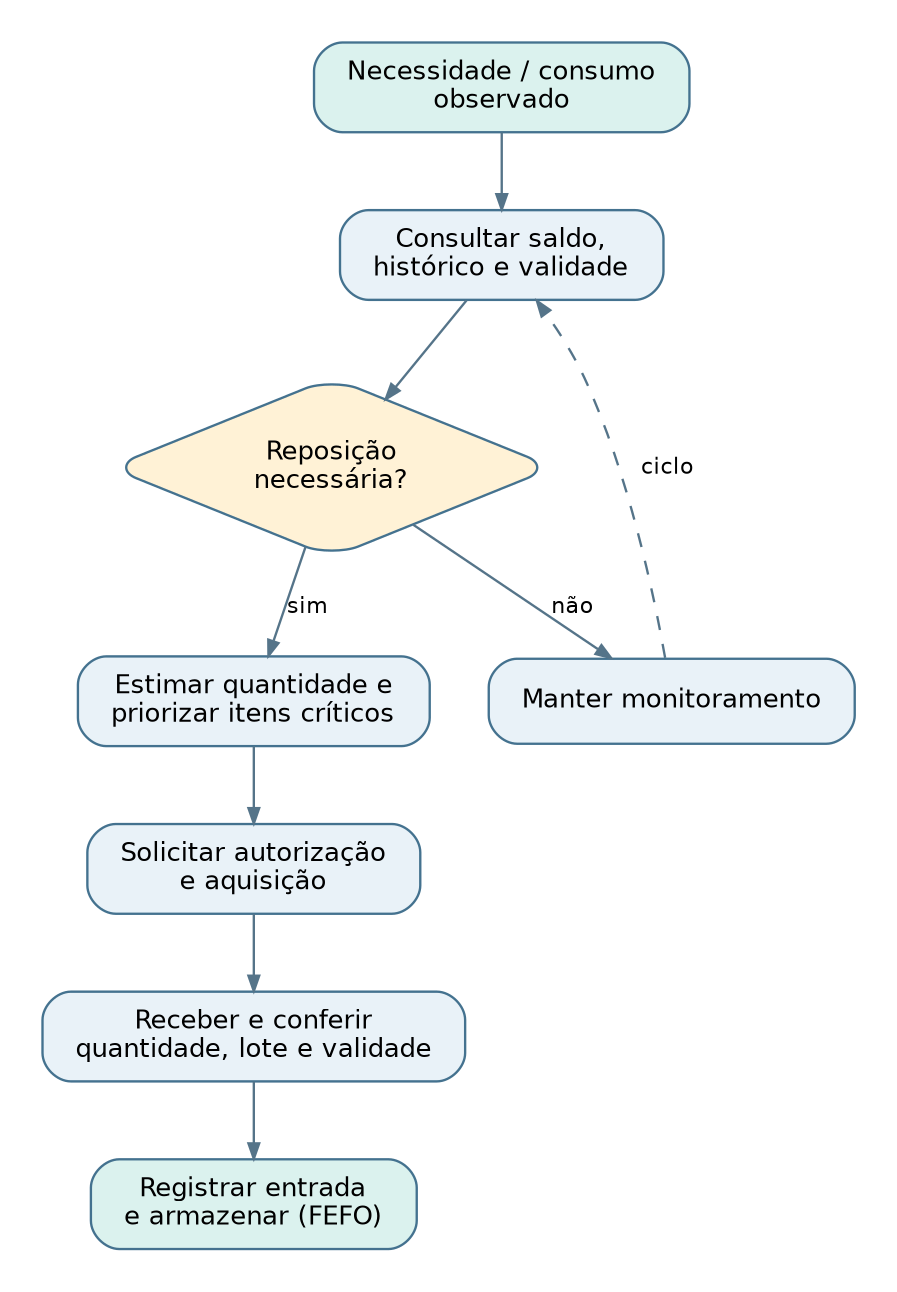 Necessidade / consumo
observado
Consultar saldo,
histórico e validade
Reposição
necessária?
ciclo
sim
não
Estimar quantidade e
priorizar itens críticos
Manter monitoramento
Solicitar autorização
e aquisição
Receber e conferir
quantidade, lote e validade
Registrar entrada
e armazenar (FEFO)